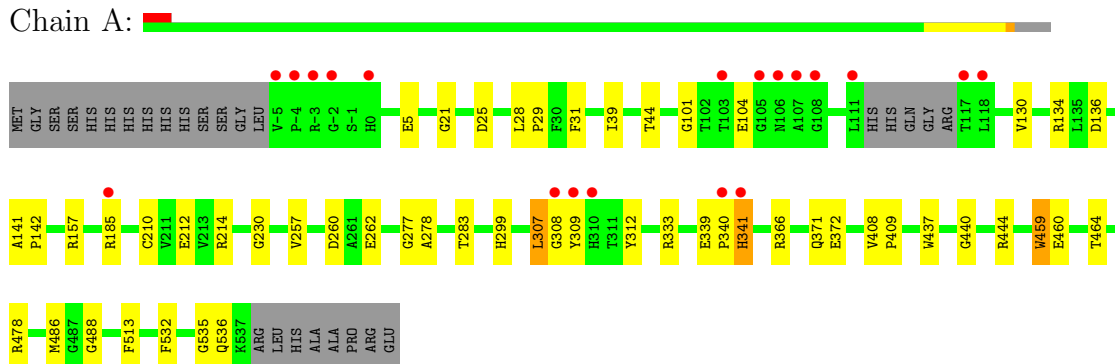 Chain A:
MET GLY SER SER HIS HIS HIS HIS HIS HIS SER SER GLY LEU V-5 P-4 R-3 G-2 S-1 H0 E5 G21 D25 L28 P29 F30 F31 I39 T44 G101 T102 T103 E104 G105 N106 A107 G108 L111 HIS HIS GLN GLY ARG T117 L118 V130 R134 L135 D136
A141 P142 R157 R185 C210 V211 E212 V213 R214 G230 V257 D260 A261 E262 G277 A278 T283 H299 L307 G308 Y309 H310 T311 Y312 R333 E339 P340 H341 R366 Q371 E372 V408 P409 W437 G440 R444 W459 E460 T464
R478 M486 G487 G488 F513 F532 G535 Q536 K537 ARG LEU HIS ALA ALA PRO ARG GLU